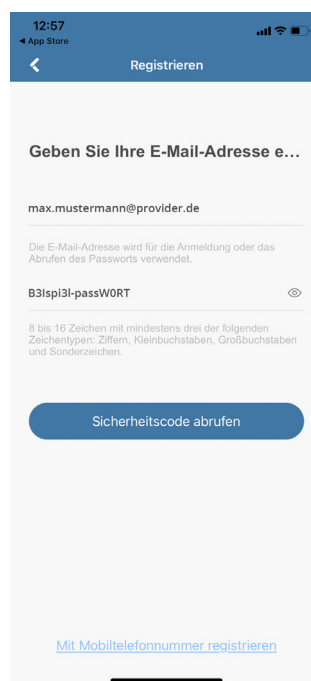 12:57
◀ App Store
Registrieren
Geben Sie Ihre E-Mail-Adresse e...
max.mustermann@provider.de
Die E-Mail-Adresse wird für die Anmeldung oder das
Abrufen des Passworts verwendet.
B3Ispi3l-passW0RT
8 bis 16 Zeichen mit mindestens drei der folgenden
Zeichentypen: Ziffern, Kleinbuchstaben, Großbuchstaben
und Sonderzeichen.
Sicherheitscode abrufen
Mit Mobiltelefonnummer registrieren